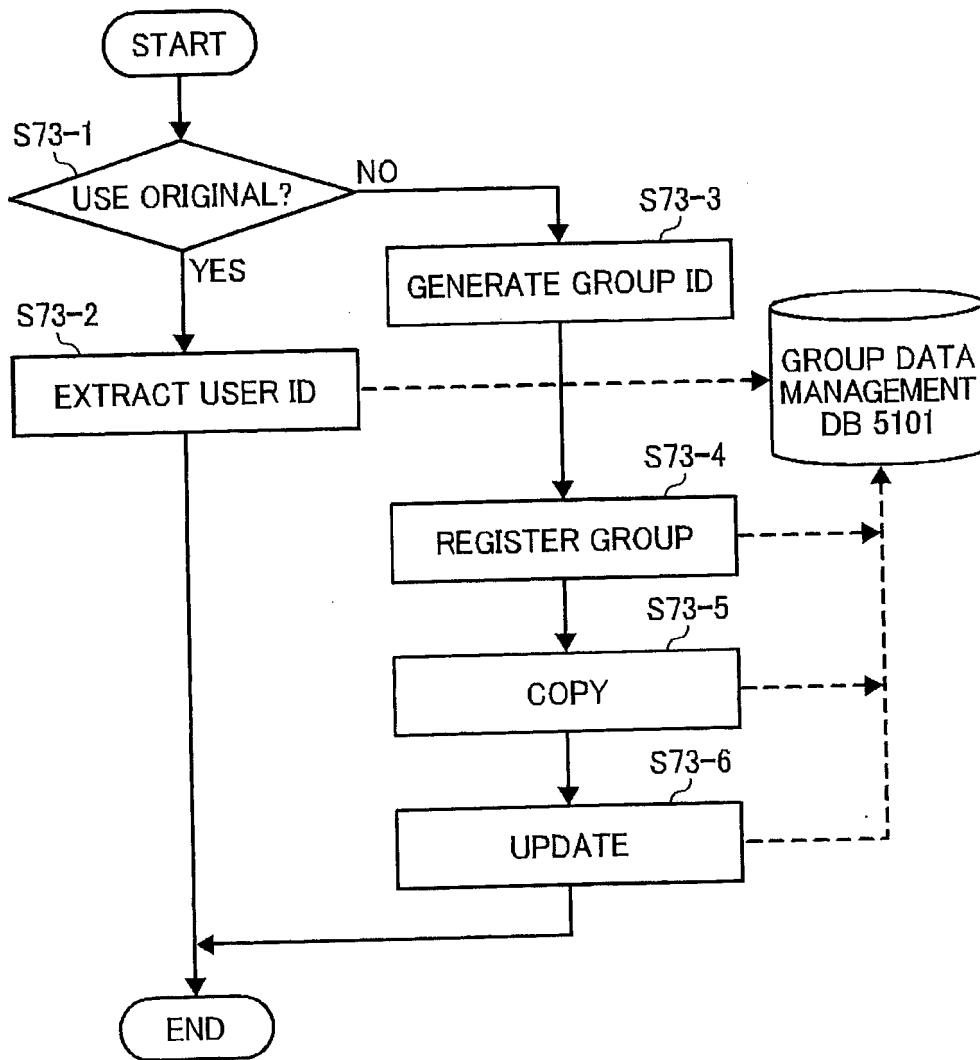 START
S73-1
USE ORIGINAL?
NO
YES
S73-3
GENERATE GROUP ID
S73-2
EXTRACT USER ID
GROUP DATA
MANAGEMENT
DB 5101
S73-4
REGISTER GROUP
S73-5
COPY
S73-6
UPDATE
END